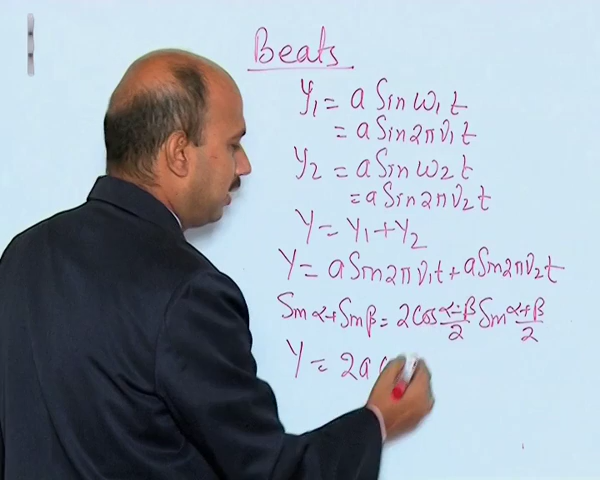 Beats
y₁ = a Sin ω₁ t
= a Sin 2π ν₁ t
y₂ = a Sin ω₂ t
= a Sin 2π ν₂ t
Y = Y₁ + Y₂
Y = a Sin 2π ν₁ t + a Sin 2π ν₂ t
Sin α + Sin β = 2 Cos (α-β)/2 Sin (α+β)/2
Y = 2a